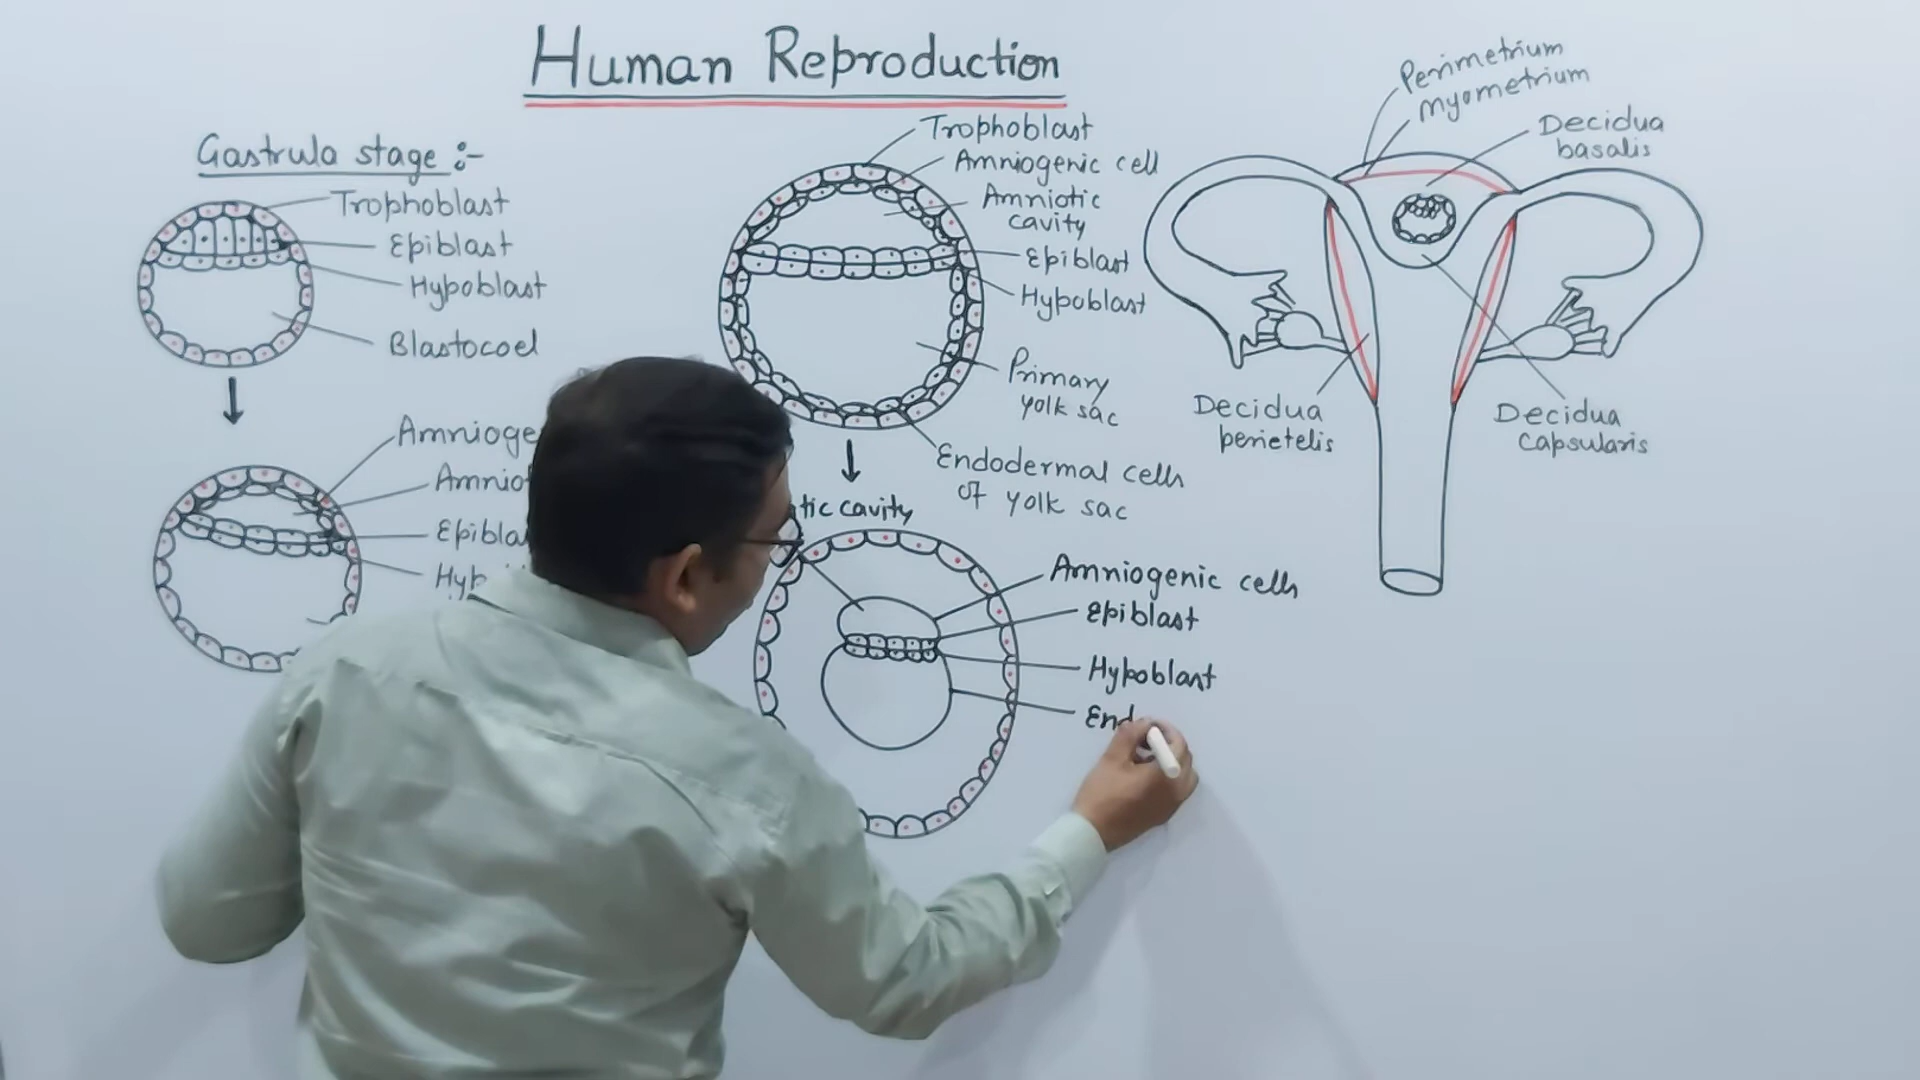 Human Reproduction
Gastrula stage :-
Trophoblast
Epiblast
Hypoblast
Blastocoel
Amnioge
Amnio
Epibla
Hyp
Trophoblast
Amniogenic cell
Amniotic
cavity
Epiblast
Hypoblast
Primary
yolk sac
Endodermal cells
of yolk sac
tic cavity
Amniogenic cells
Epiblast
Hypoblast
End
Perimetrium
myometrium
Decidua
basalis
Decidua
perietelis
Decidua
capsularis